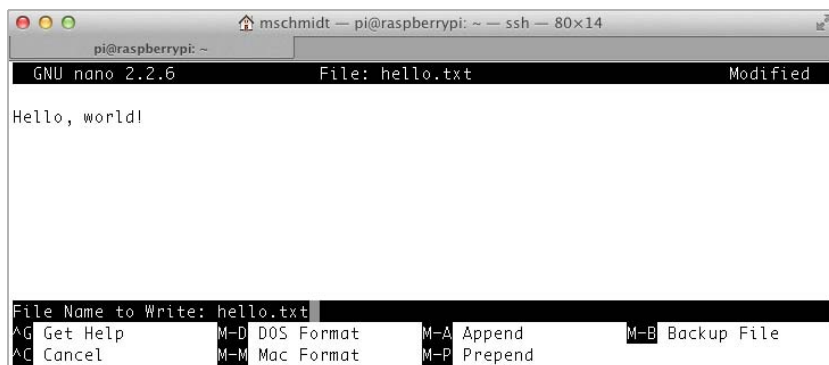 mschmidt — pi@raspberrypi: ~ — ssh — 80×14
pi@raspberrypi: ~
GNU nano 2.2.6 File: hello.txt Modified
Hello, world!
File Name to Write: hello.txt
^G Get Help M-D DOS Format M-A Append M-B Backup File
^C Cancel M-M Mac Format M-P Prepend